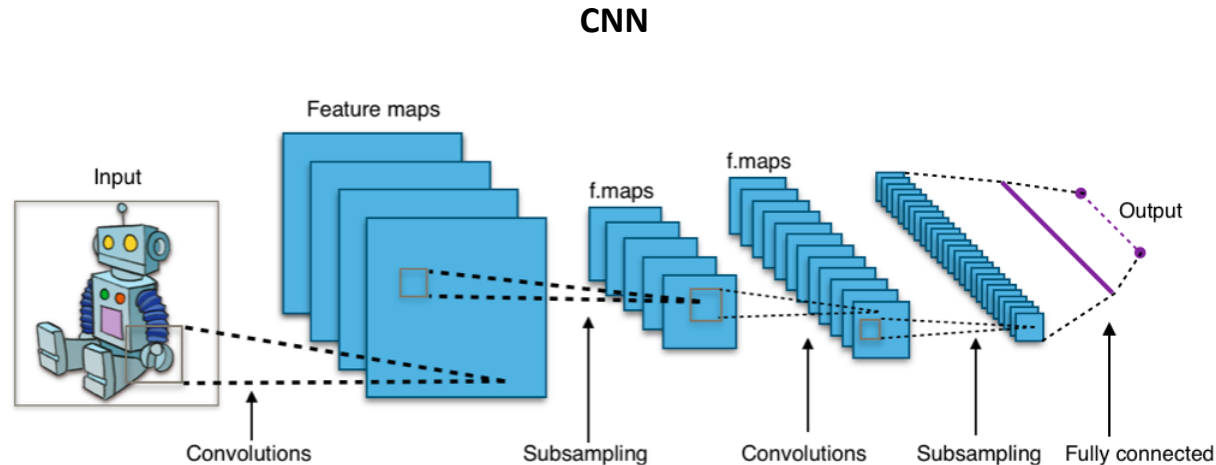 CNN
Feature maps
f.maps
Input
f.maps
Output
Convolutions
Subsampling
Convolutions
Subsampling
Fully connected